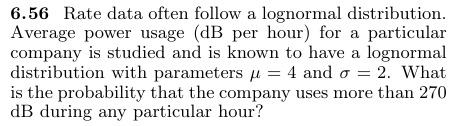 6.56 Rate data often follow a lognormal distribution.
Average power usage (dB per hour) for a particular
company is studied and is known to have a lognormal
distribution with parameters μ = 4 and σ = 2. What
is the probability that the company uses more than 270
dB during any particular hour?